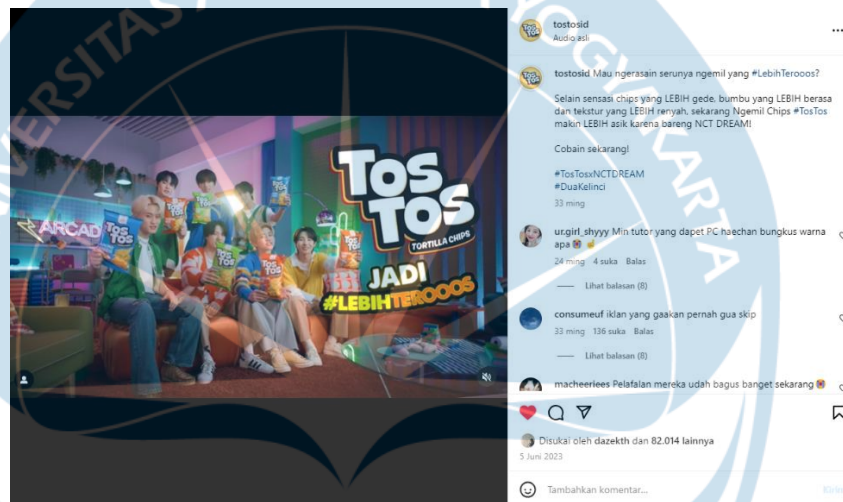 TOS
TOS
TORTILLA CHIPS
JADI
#LEBIHTEROOOS
ARCAD
TOS
TOS
tostosid
Audio asli
tostosid Mau ngerasain serunya ngemil yang #LebihTerooos?
Selain sensasi chips yang LEBIH gede, bumbu yang LEBIH berasa
dan tekstur yang LEBIH renyah, sekarang Ngemil Chips #TosTos
makin LEBIH asik karena bareng NCT DREAM!
Cobain sekarang!
#TosTosxNCTDREAM
#DuaKelinci
33 ming
ur.girl_shyyy Min tutor yang dapet PC haechan bungkus warna
apa
24 ming 4 suka Balas
Lihat balasan (8)
consumeuf iklan yang gaakan pernah gua skip
33 ming 136 suka Balas
Lihat balasan (8)
macheeriees Pelafalan mereka udah bagus banget sekarang
Disukai oleh dazekth dan 82.014 lainnya
5 Juni 2023
Tambahkan komentar...